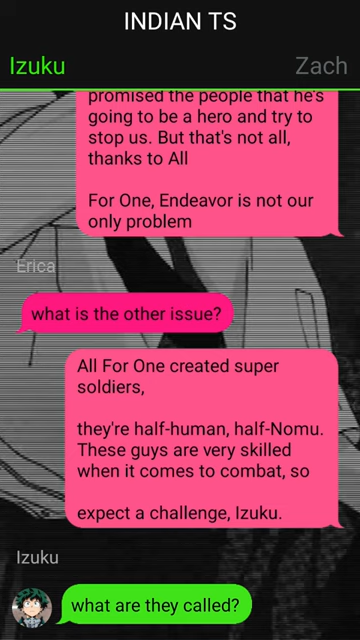 INDIAN TS
Izuku
Zach
promised the people that he's
going to be a hero and try to
stop us. But that's not all,
thanks to All
For One, Endeavor is not our
only problem
Erica
what is the other issue?
All For One created super
soldiers,
they're half-human, half-Nomu.
These guys are very skilled
when it comes to combat, so
expect a challenge, Izuku.
Izuku
what are they called?